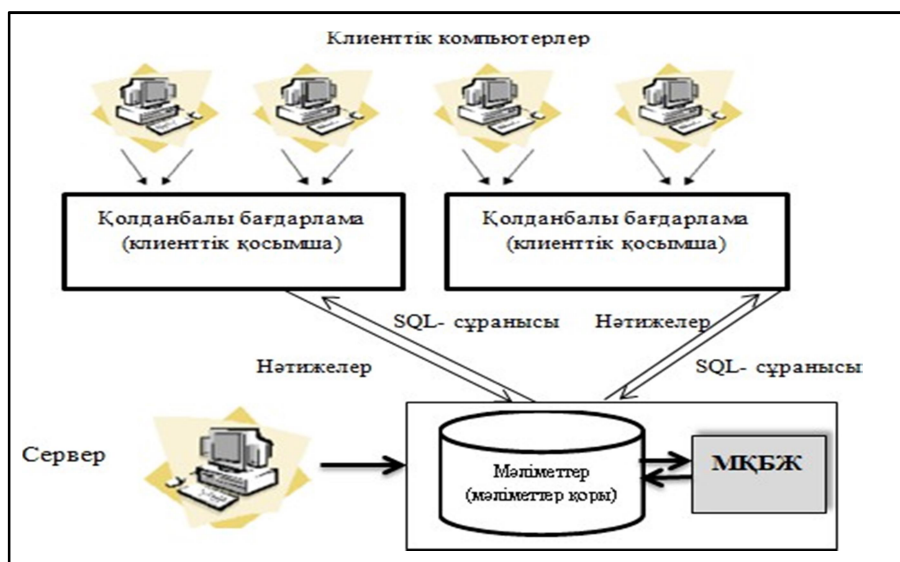 Клиенттік компьютерлер
Қолданбалы бағдарлама
(клиенттік қосымша)
Қолданбалы бағдарлама
(клиенттік қосымша)
SQL- сұранысы
Нәтижелер
Нәтижелер
SQL- сұранысы
Сервер
Мәліметтер
(мәліметтер қоры)
МҚБЖ